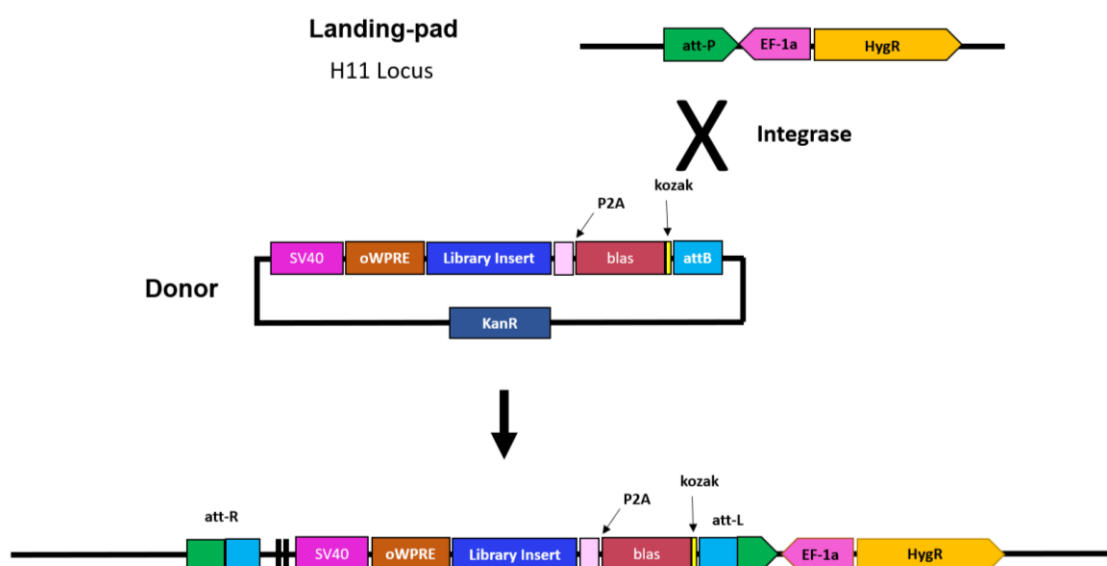 Landing-pad
H11 Locus
att-P
EF-1a
HygR
Integrase
kozak
P2A
SV40
oWPRE
Library Insert
blas
attB
Donor
KanR
P2A
kozak
att-R
att-L
SV40
oWPRE
Library Insert
blas
EF-1a
HygR